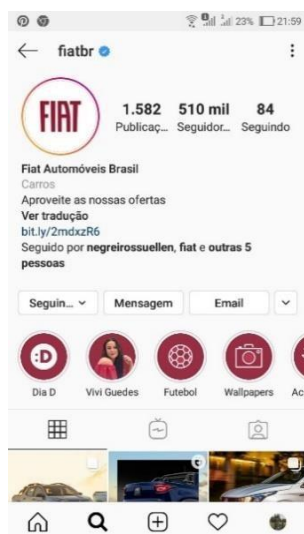 23% 21:59
fiatbr
FIAT
1.582 510 mil 84
Publicaç... Seguidor... Seguindo
Fiat Automóveis Brasil
Carros
Aproveite as nossas ofertas
Ver tradução
bit.ly/2mdxzR6
Seguido por negreirossuellen, fiat e outras 5
pessoas
Seguin... Mensagem Email
:D
Dia D Vivi Guedes Futebol Wallpapers Ac